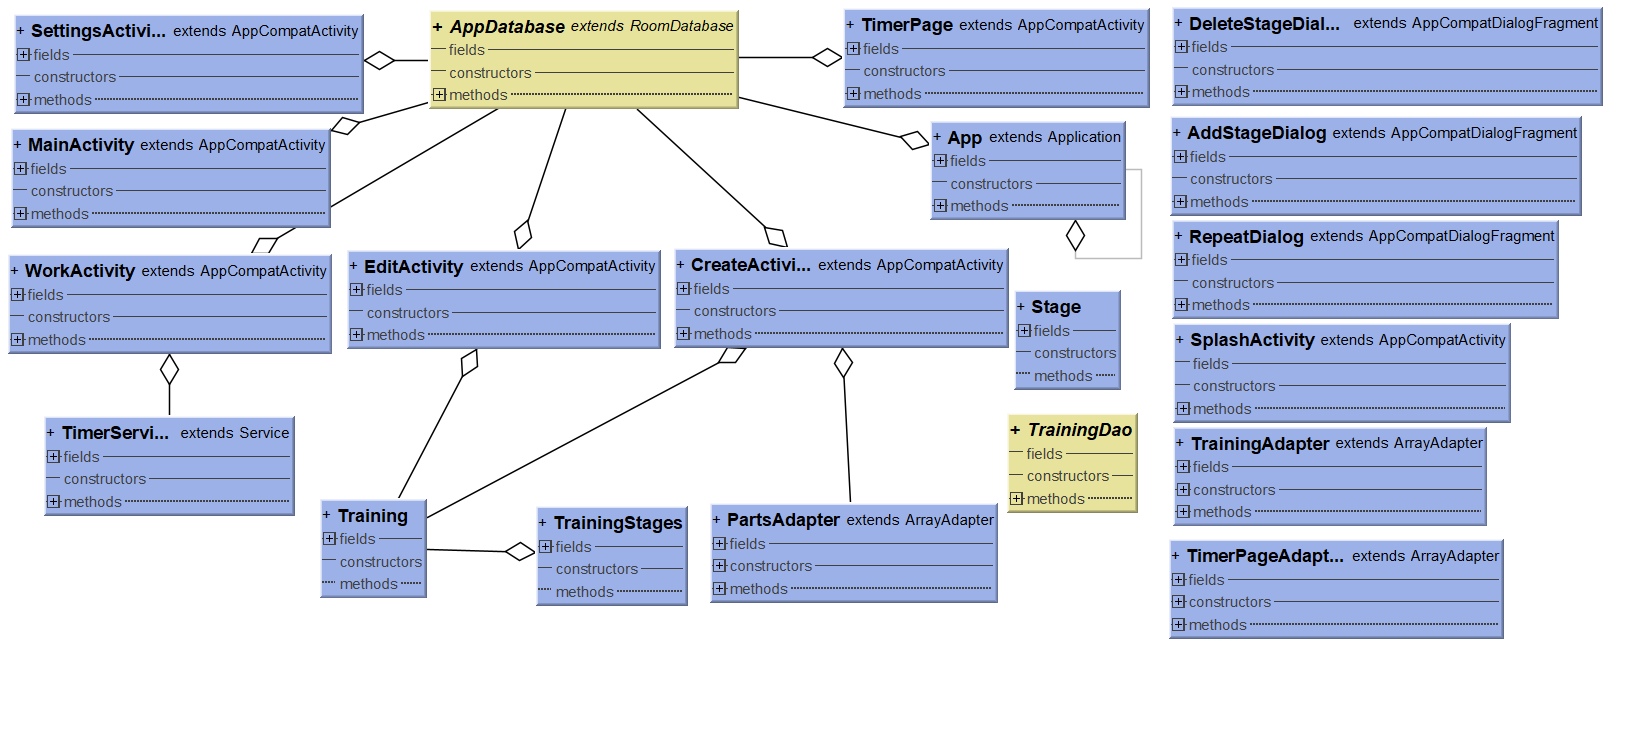 + SettingsActivi... extends AppCompatActivity
fields
constructors
methods
+ AppDatabase extends RoomDatabase
fields
constructors
methods
+ TimerPage extends AppCompatActivity
fields
constructors
methods
+ DeleteStageDial... extends AppCompatDialogFragment
fields
constructors
methods
+ MainActivity extends AppCompatActivity
fields
constructors
methods
+ App extends Application
fields
constructors
methods
+ AddStageDialog extends AppCompatDialogFragment
fields
constructors
methods
+ RepeatDialog extends AppCompatDialogFragment
fields
constructors
methods
+ WorkActivity extends AppCompatActivity
fields
constructors
methods
+ EditActivity extends AppCompatActivity
fields
constructors
methods
+ CreateActivi... extends AppCompatActivity
fields
constructors
methods
+ Stage
fields
constructors
methods
+ SplashActivity extends AppCompatActivity
fields
constructors
methods
+ TimerServi... extends Service
fields
constructors
methods
+ TrainingDao
fields
constructors
methods
+ TrainingAdapter extends ArrayAdapter
fields
constructors
methods
+ Training
fields
constructors
methods
+ TrainingStages
fields
constructors
methods
+ PartsAdapter extends ArrayAdapter
fields
constructors
methods
+ TimerPageAdapt... extends ArrayAdapter
fields
constructors
methods